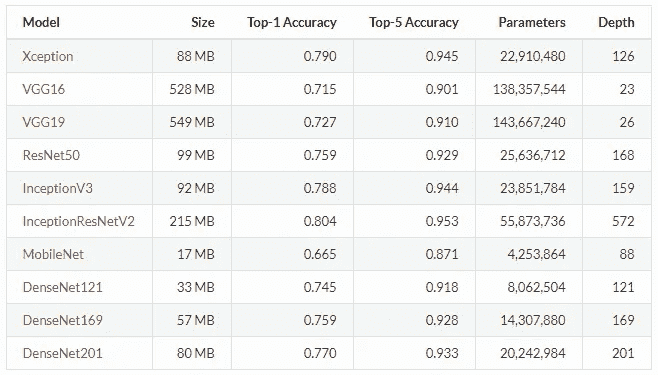 Model Size Top-1 Accuracy Top-5 Accuracy Parameters Depth
Xception 88 MB 0.790 0.945 22,910,480 126
VGG16 528 MB 0.715 0.901 138,357,544 23
VGG19 549 MB 0.727 0.910 143,667,240 26
ResNet50 99 MB 0.759 0.929 25,636,712 168
InceptionV3 92 MB 0.788 0.944 23,851,784 159
InceptionResNetV2 215 MB 0.804 0.953 55,873,736 572
MobileNet 17 MB 0.665 0.871 4,253,864 88
DenseNet121 33 MB 0.745 0.918 8,062,504 121
DenseNet169 57 MB 0.759 0.928 14,307,880 169
DenseNet201 80 MB 0.770 0.933 20,242,984 201